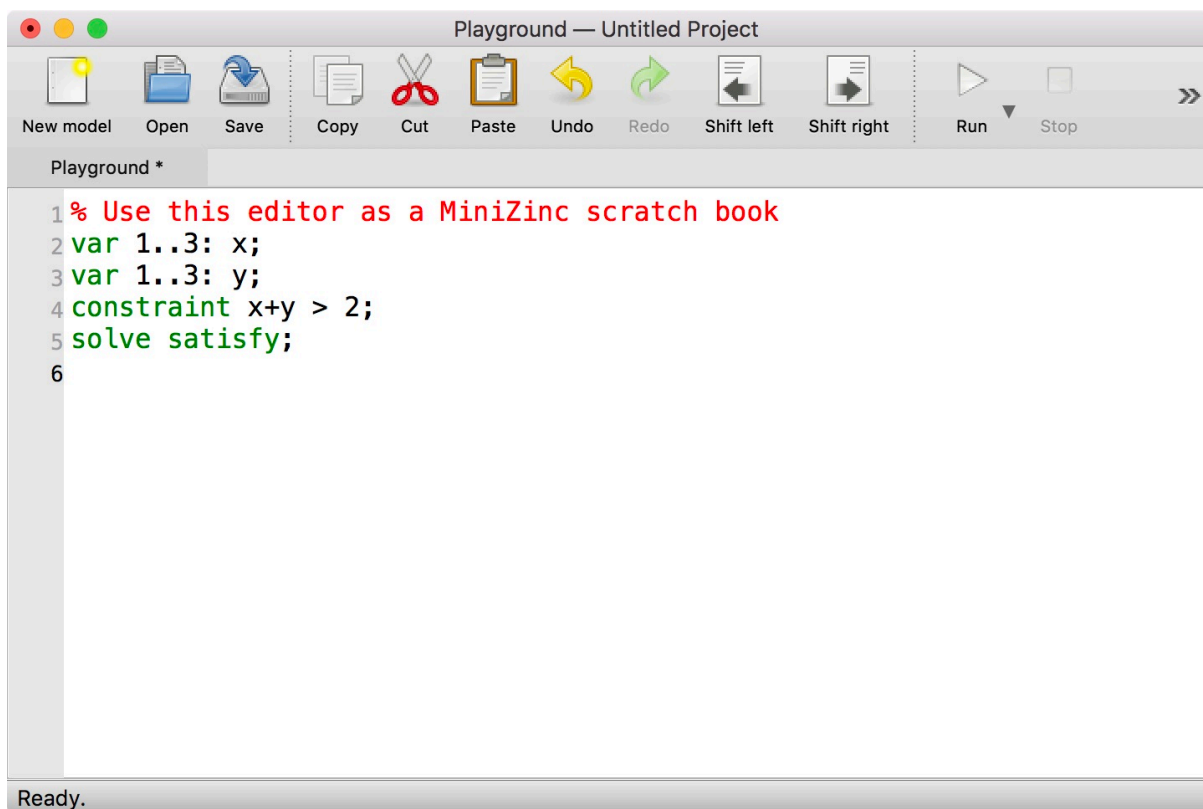 Playground — Untitled Project
New model Open Save Copy Cut Paste Undo Redo Shift left Shift right Run Stop
Playground *
1 % Use this editor as a MiniZinc scratch book
2 var 1..3: x;
3 var 1..3: y;
4 constraint x+y > 2;
5 solve satisfy;
6
Ready.